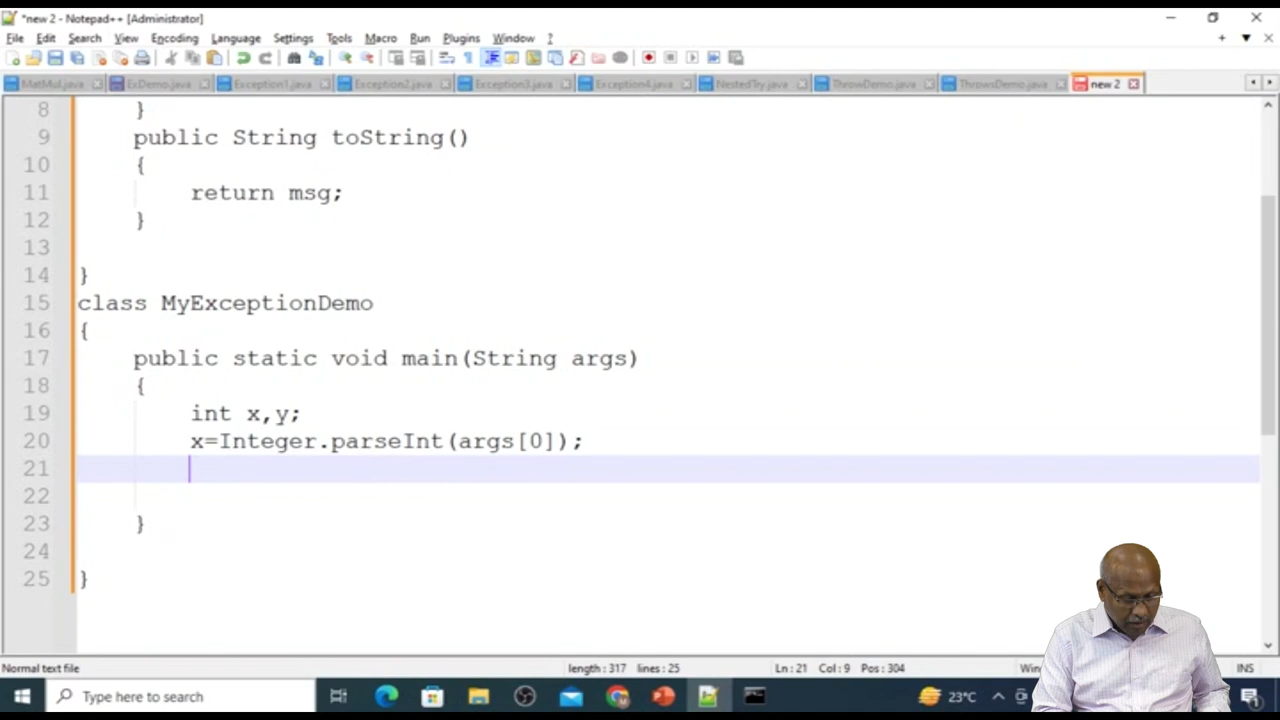 *new 2 - Notepad++ [Administrator]
File Edit Search View Encoding Language Settings Tools Macro Run Plugins Window ?
MatMul.java ExDemo.java Exception1.java Exception2.java Exception3.java Exception4.java NestedTry.java ThrowDemo.java ThrowsDemo.java new 2
8 }
9 public String toString()
10 {
11 return msg;
12 }
13
14 }
15 class MyExceptionDemo
16 {
17 public static void main(String args)
18 {
19 int x,y;
20 x=Integer.parseInt(args[0]);
21
22
23 }
24
25 }
Normal text file length : 317 lines : 25 Ln : 21 Col : 9 Pos : 304 INS
Type here to search 23°C